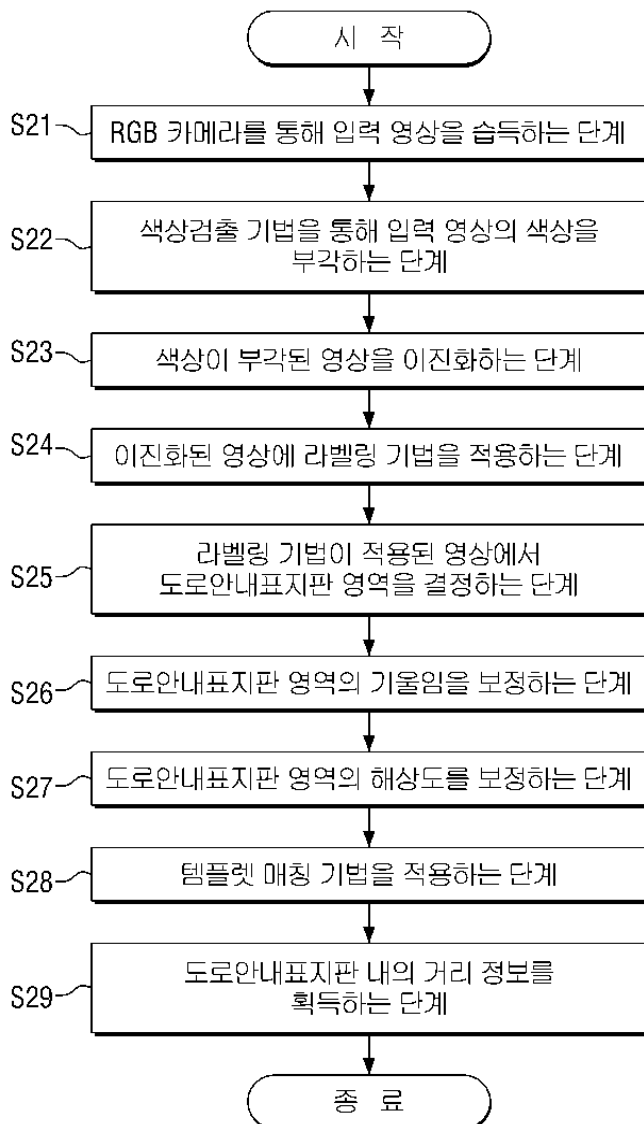 시 작
S21
RGB 카메라를 통해 입력 영상을 습득하는 단계
S22
색상검출 기법을 통해 입력 영상의 색상을
부각하는 단계
S23
색상이 부각된 영상을 이진화하는 단계
S24
이진화된 영상에 라벨링 기법을 적용하는 단계
S25
라벨링 기법이 적용된 영상에서
도로안내표지판 영역을 결정하는 단계
S26
도로안내표지판 영역의 기울임을 보정하는 단계
S27
도로안내표지판 영역의 해상도를 보정하는 단계
S28
템플렛 매칭 기법을 적용하는 단계
S29
도로안내표지판 내의 거리 정보를
획득하는 단계
종 료